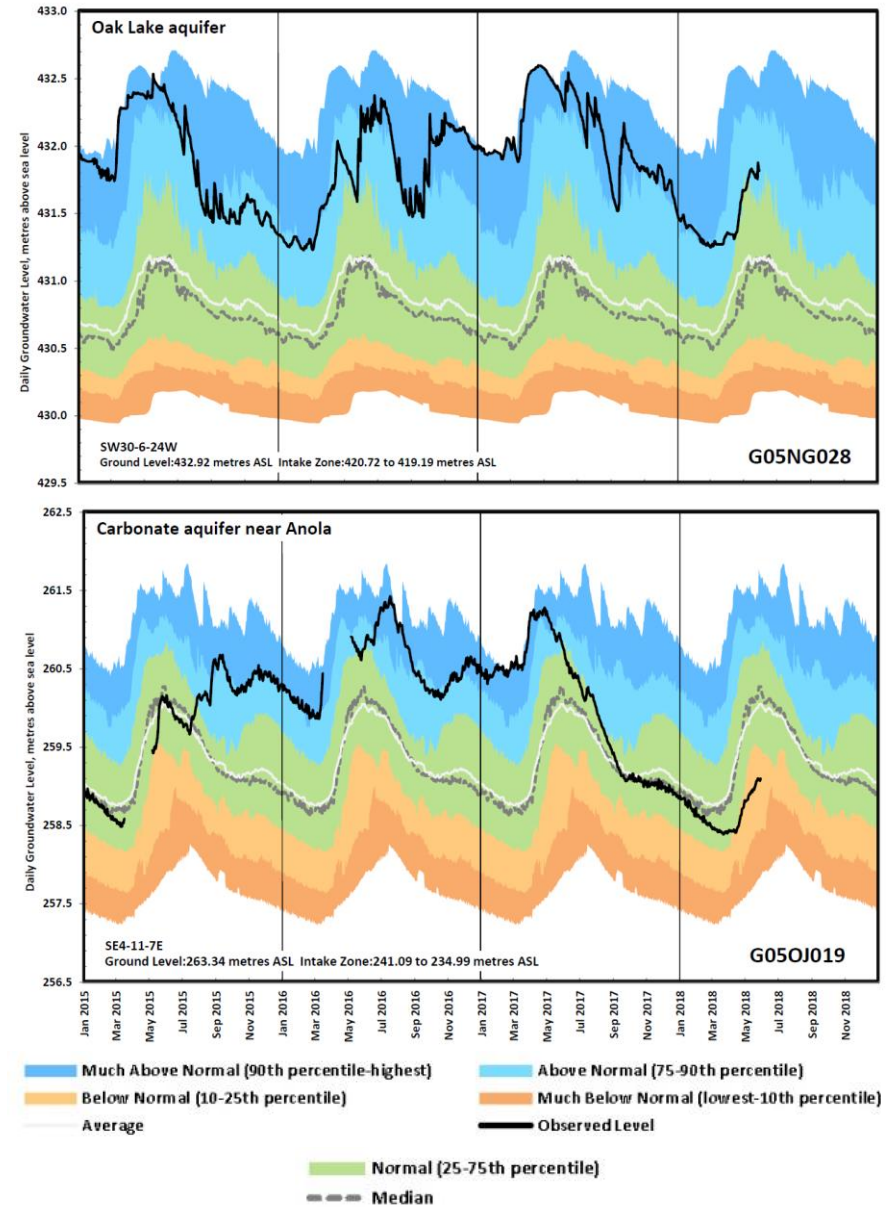 Oak Lake aquifer
Daily Groundwater Level, metres above sea level
433.0
432.5
432.0
431.5
431.0
430.5
430.0
429.5
SW30-6-24W
Ground Level:432.92 metres ASL Intake Zone:420.72 to 419.19 metres ASL
G05NG028
Carbonate aquifer near Anola
Daily Groundwater Level, metres above sea level
262.5
261.5
260.5
259.5
258.5
257.5
256.5
SE4-11-7E
Ground Level:263.34 metres ASL Intake Zone:241.09 to 234.99 metres ASL
G05OJ019
Jan 2015
Mar 2015
May 2015
Jul 2015
Sep 2015
Nov 2015
Jan 2016
Mar 2016
May 2016
Jul 2016
Sep 2016
Nov 2016
Jan 2017
Mar 2017
May 2017
Jul 2017
Sep 2017
Nov 2017
Jan 2018
Mar 2018
May 2018
Jul 2018
Sep 2018
Nov 2018
Much Above Normal (90th percentile-highest)
Above Normal (75-90th percentile)
Below Normal (10-25th percentile)
Much Below Normal (lowest-10th percentile)
Average
Observed Level
Normal (25-75th percentile)
Median